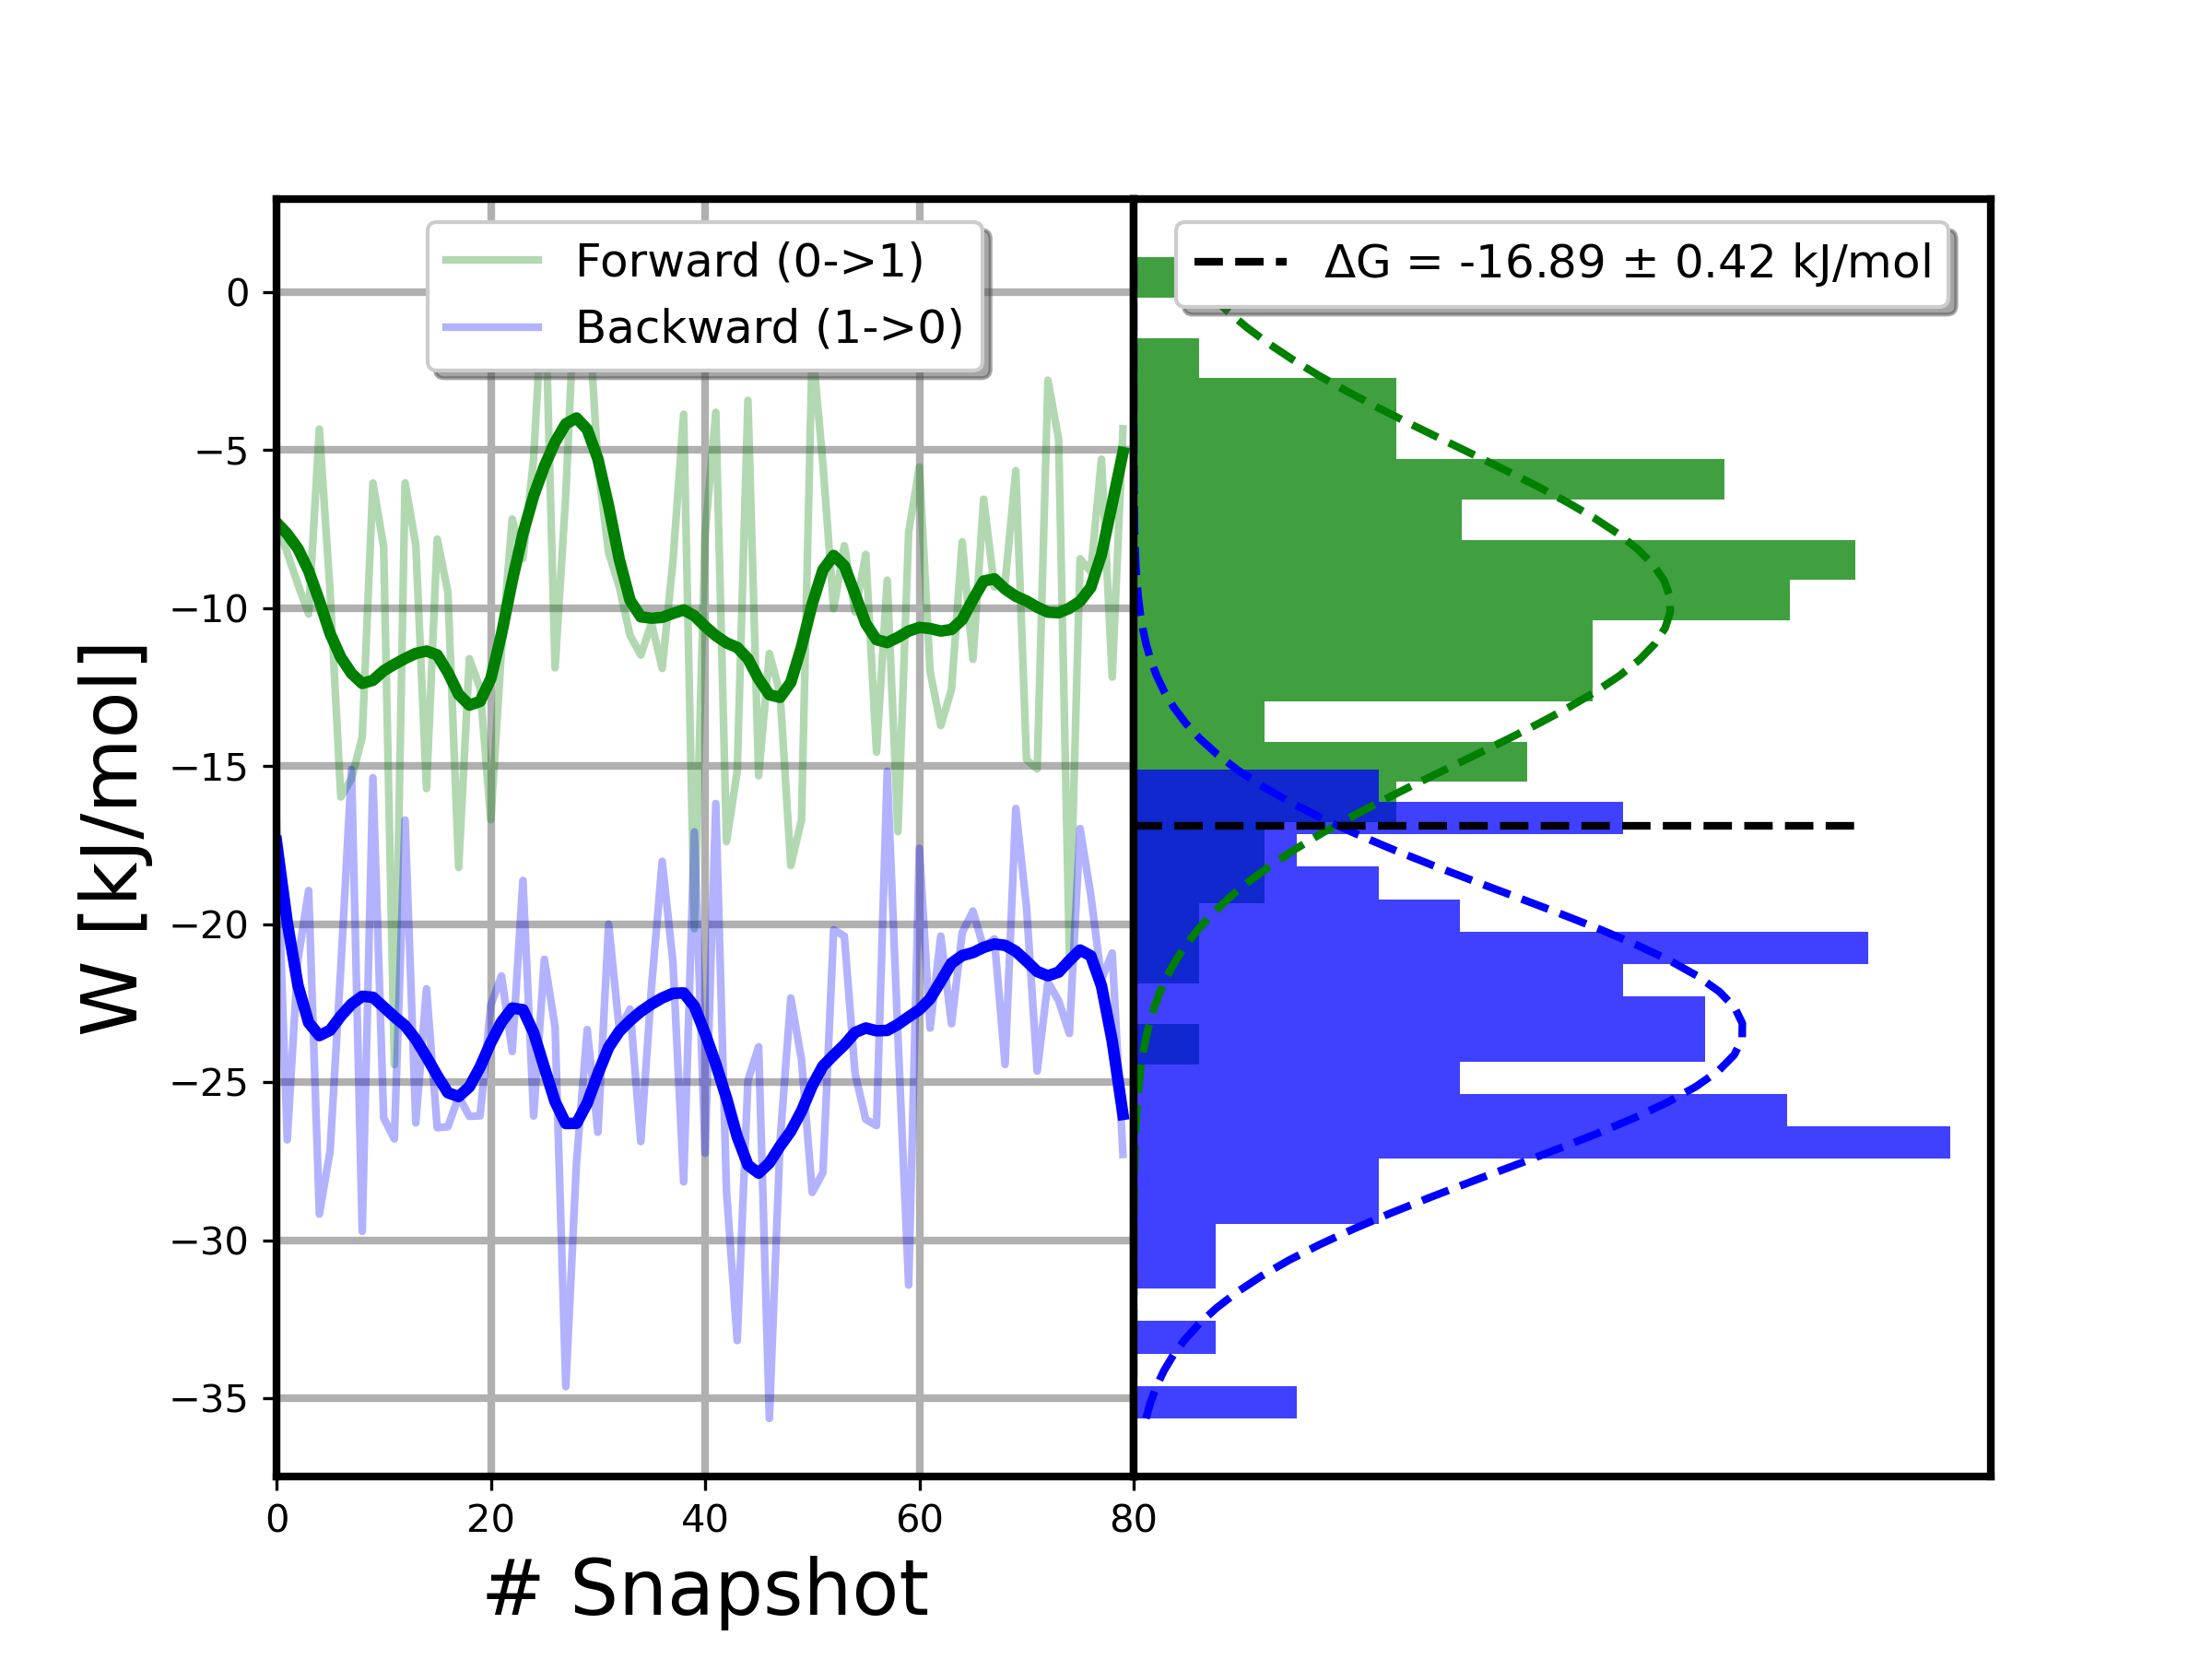 Forward (0->1)
Backward (1->0)
ΔG = -16.89 ± 0.42 kJ/mol
W [kJ/mol]
0
−5
−10
−15
−20
−25
−30
−35
0 20 40 60 80
# Snapshot